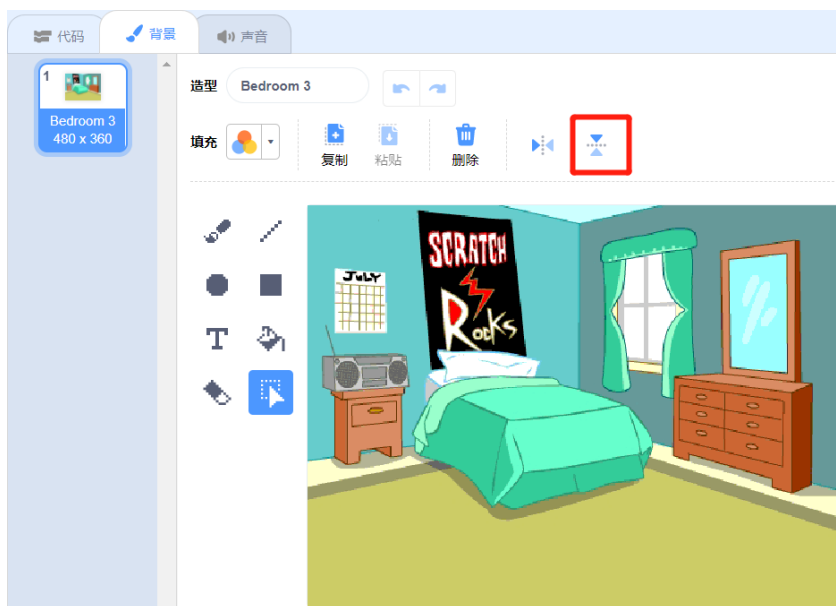 代码
背景
声音
1
Bedroom 3
480 x 360
造型
Bedroom 3
填充
复制
粘贴
删除
T
SCRATCH
Rocks
JULY